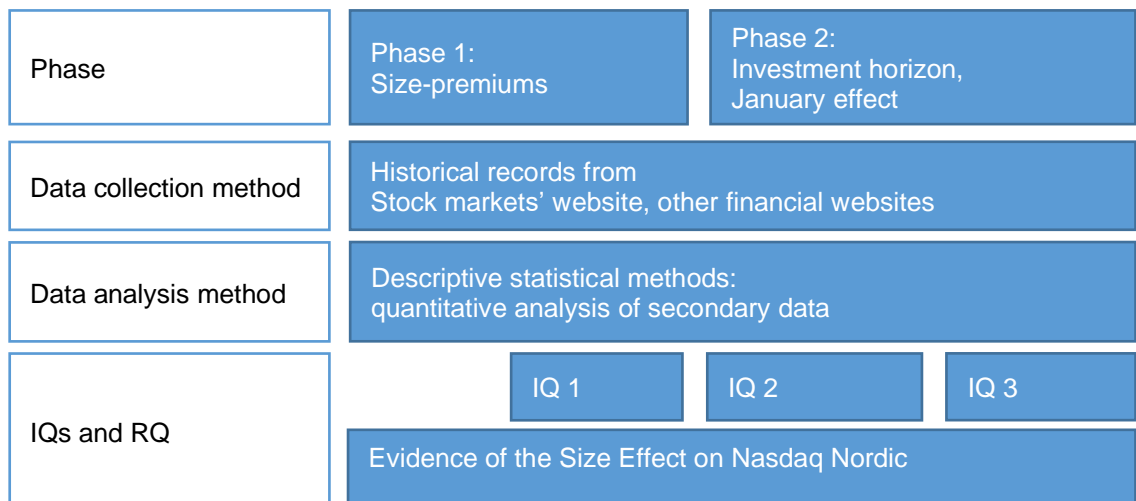 Phase
Phase 1:
Size-premiums
Phase 2:
Investment horizon,
January effect
Data collection method
Historical records from
Stock markets’ website, other financial websites
Data analysis method
Descriptive statistical methods:
quantitative analysis of secondary data
IQs and RQ
IQ 1
IQ 2
IQ 3
Evidence of the Size Effect on Nasdaq Nordic